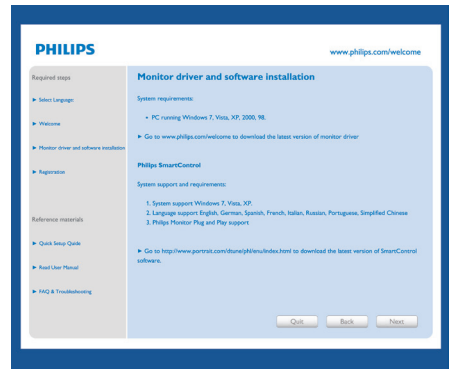 PHILIPS
www.philips.com/welcome
Required steps
Select Language:
Welcome
Monitor driver and software installation
Registration
Reference materials
Quick Setup Guide
Read User Manual
FAQ & Troubleshooting
Monitor driver and software installation
System requirements:
• PC running Windows 7, Vista, XP, 2000, 98.
Go to www.philips.com/welcome to download the latest version of monitor driver
Philips SmartControl
System support and requirements:
1. System support Windows 7, Vista, XP.
2. Language support English, German, Spanish, French, Italian, Russian, Portuguese, Simplified Chinese
3. Philips Monitor Plug and Play support
Go to http://www.portrait.com/dtune/phl/enu/index.html to download the latest version of SmartControl
software.
Quit
Back
Next